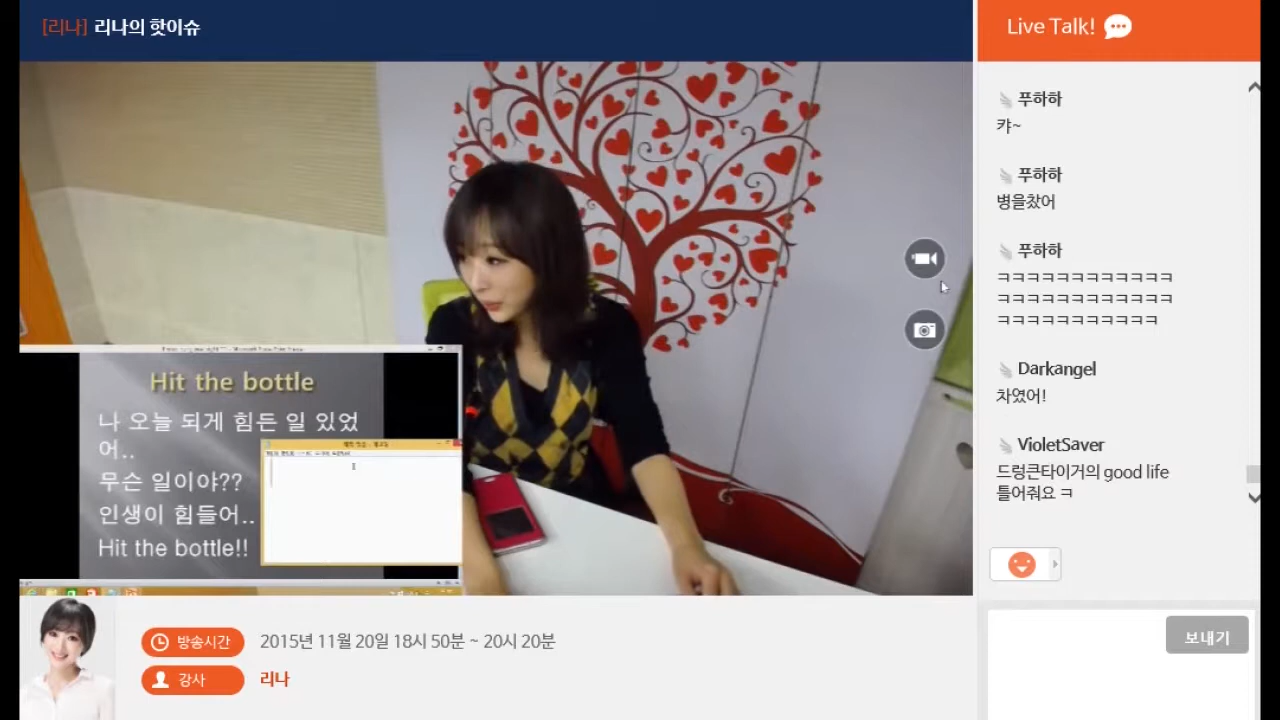 [리나] 리나의 핫이슈
Live Talk!
푸하하
캬~
푸하하
병을찼어
푸하하
ㅋㅋㅋㅋㅋㅋㅋㅋㅋㅋㅋㅋ
ㅋㅋㅋㅋㅋㅋㅋㅋㅋㅋㅋㅋ
ㅋㅋㅋㅋㅋㅋㅋㅋㅋㅋㅋ
Darkangel
차였어!
VioletSaver
드렁큰타이거의 good life
틀어줘요 ㅋ
보내기
Hit the bottle
나 오늘 되게 힘든 일 있었
어..
무슨 일이야??
인생이 힘들어..
Hit the bottle!!
방송시간 2015년 11월 20일 18시 50분 ~ 20시 20분
강사 리나